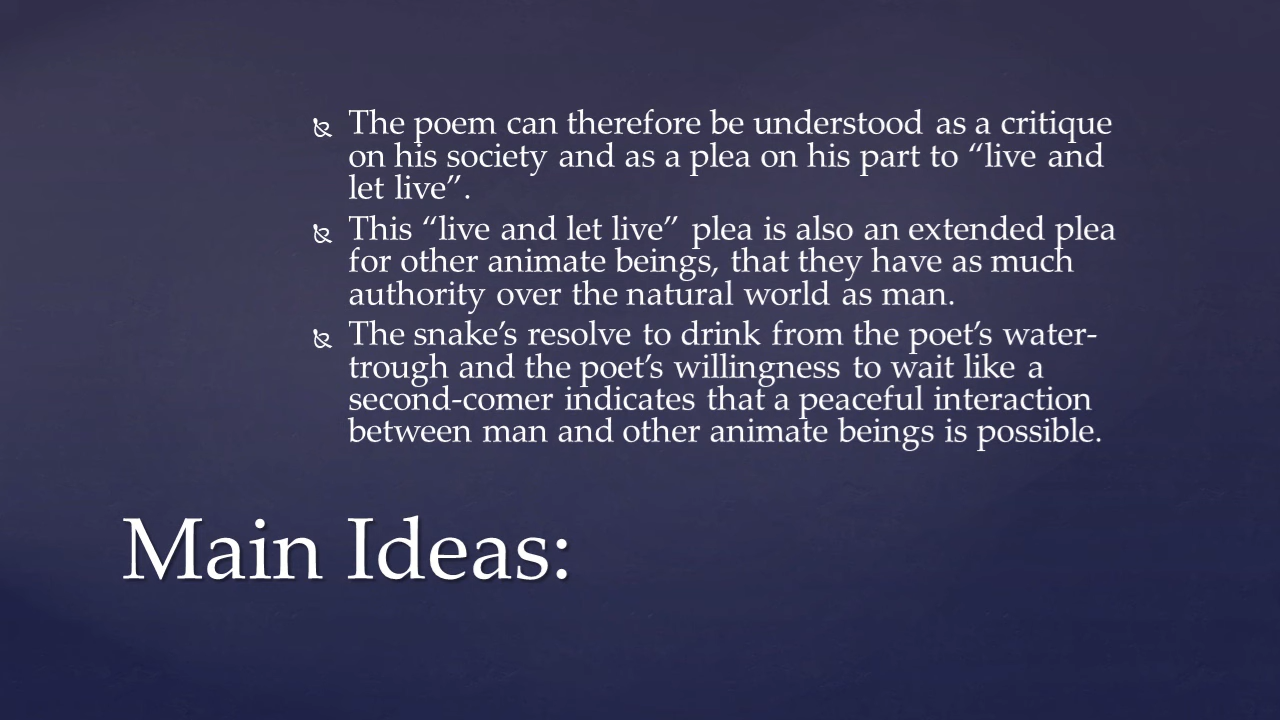 The poem can therefore be understood as a critique
on his society and as a plea on his part to “live and
let live”.
This “live and let live” plea is also an extended plea
for other animate beings, that they have as much
authority over the natural world as man.
The snake’s resolve to drink from the poet’s water-
trough and the poet’s willingness to wait like a
second-comer indicates that a peaceful interaction
between man and other animate beings is possible.
Main Ideas: